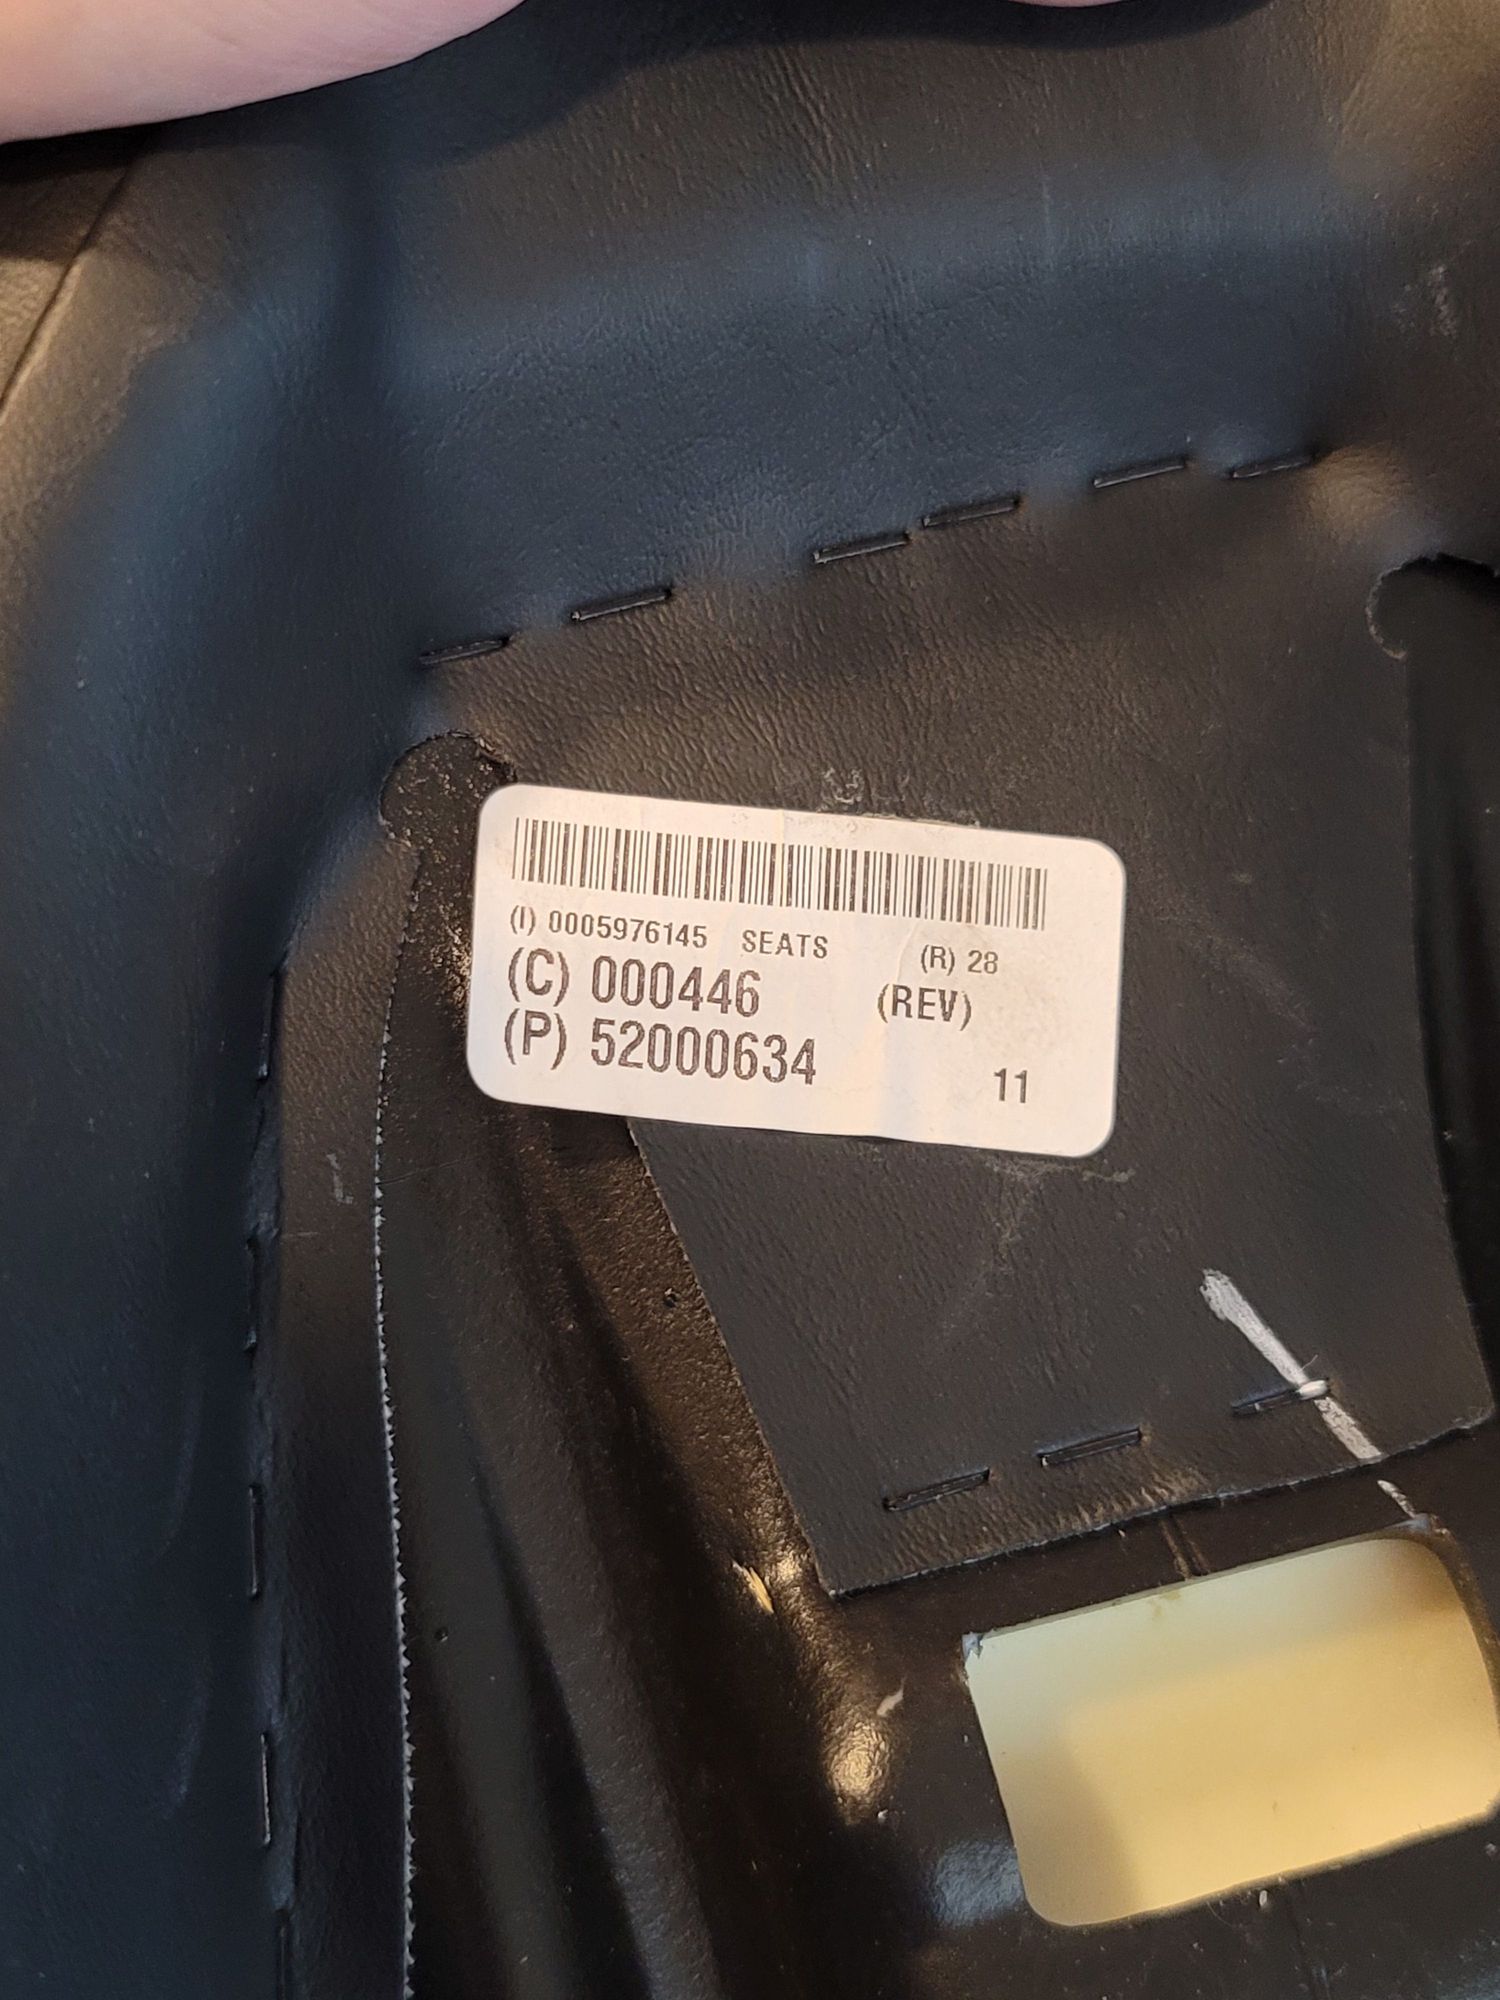 (I) 0005976145 SEATS (R) 28
(C) 000446 (REV)
(P) 52000634 11